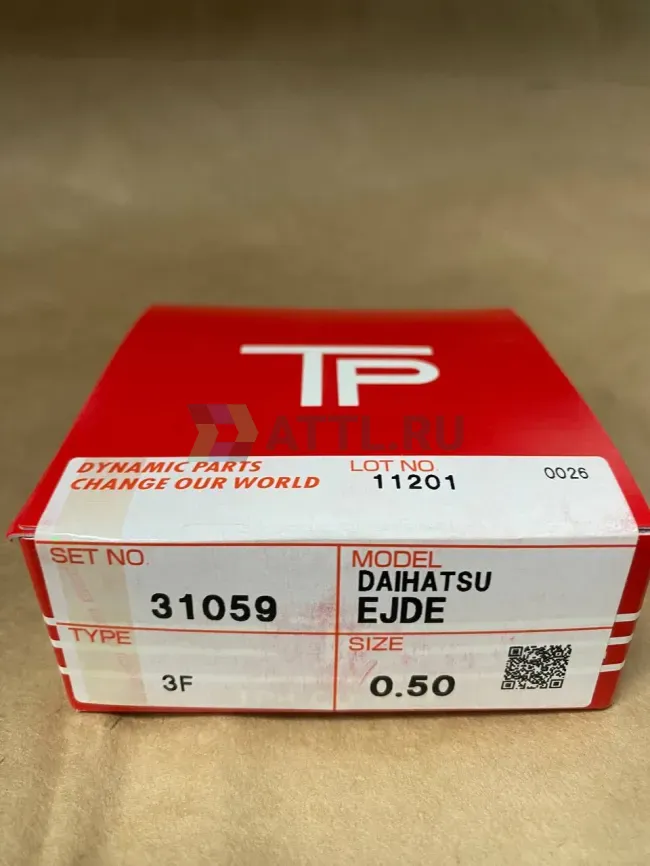 TP
ATTL.RU
DYNAMIC PARTS
CHANGE OUR WORLD
LOT NO.
11201
0026
SET NO.
31059
MODEL
DAIHATSU
EJDE
TYPE
3F
SIZE
0.50